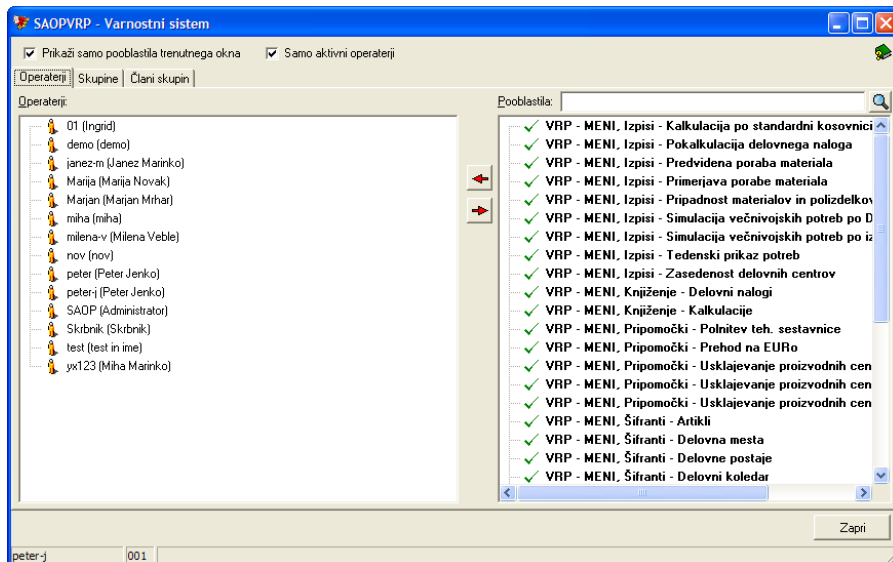 SAOPVRP - Varnostni sistem
Prikaži samo pooblastila trenutnega okna
Samo aktivni operaterji
Operaterji
Skupine
Člani skupin
Operaterji:
01 (Ingrid)
demo (demo)
janez-m (Janez Marinko)
Marija (Marija Novak)
Marjan (Marjan Mrhar)
miha (miha)
milena-v (Milena Veble)
nov (nov)
peter (Peter Jenko)
peter-j (Peter Jenko)
SAOP (Administrator)
Skrbnik (Skrbnik)
test (test in ime)
yx123 (Miha Marinko)
Pooblastila:
VRP - MENI, Izpisi - Kalkulacija po standardni kosovnici
VRP - MENI, Izpisi - Pokalkulacija delovnega naloga
VRP - MENI, Izpisi - Predvidena poraba materiala
VRP - MENI, Izpisi - Primerjava porabe materiala
VRP - MENI, Izpisi - Pripadnost materialov in polizdelkov
VRP - MENI, Izpisi - Simulacija večnivojskih potreb po D
VRP - MENI, Izpisi - Simulacija večnivojskih potreb po iz
VRP - MENI, Izpisi - Tedenski prikaz potreb
VRP - MENI, Izpisi - Zasedenost delovnih centrov
VRP - MENI, Knjiženje - Delovni nalogi
VRP - MENI, Knjiženje - Kalkulacije
VRP - MENI, Pripomočki - Polnitev teh. sestavnice
VRP - MENI, Pripomočki - Prehod na EURo
VRP - MENI, Pripomočki - Usklajevanje proizvodnih cen
VRP - MENI, Pripomočki - Usklajevanje proizvodnih cen
VRP - MENI, Pripomočki - Usklajevanje proizvodnih cen
VRP - MENI, Šifranti - Artikli
VRP - MENI, Šifranti - Delovna mesta
VRP - MENI, Šifranti - Delovne postaje
VRP - MENI, Šifranti - Delovni koledar
Zapri
peter-j
001